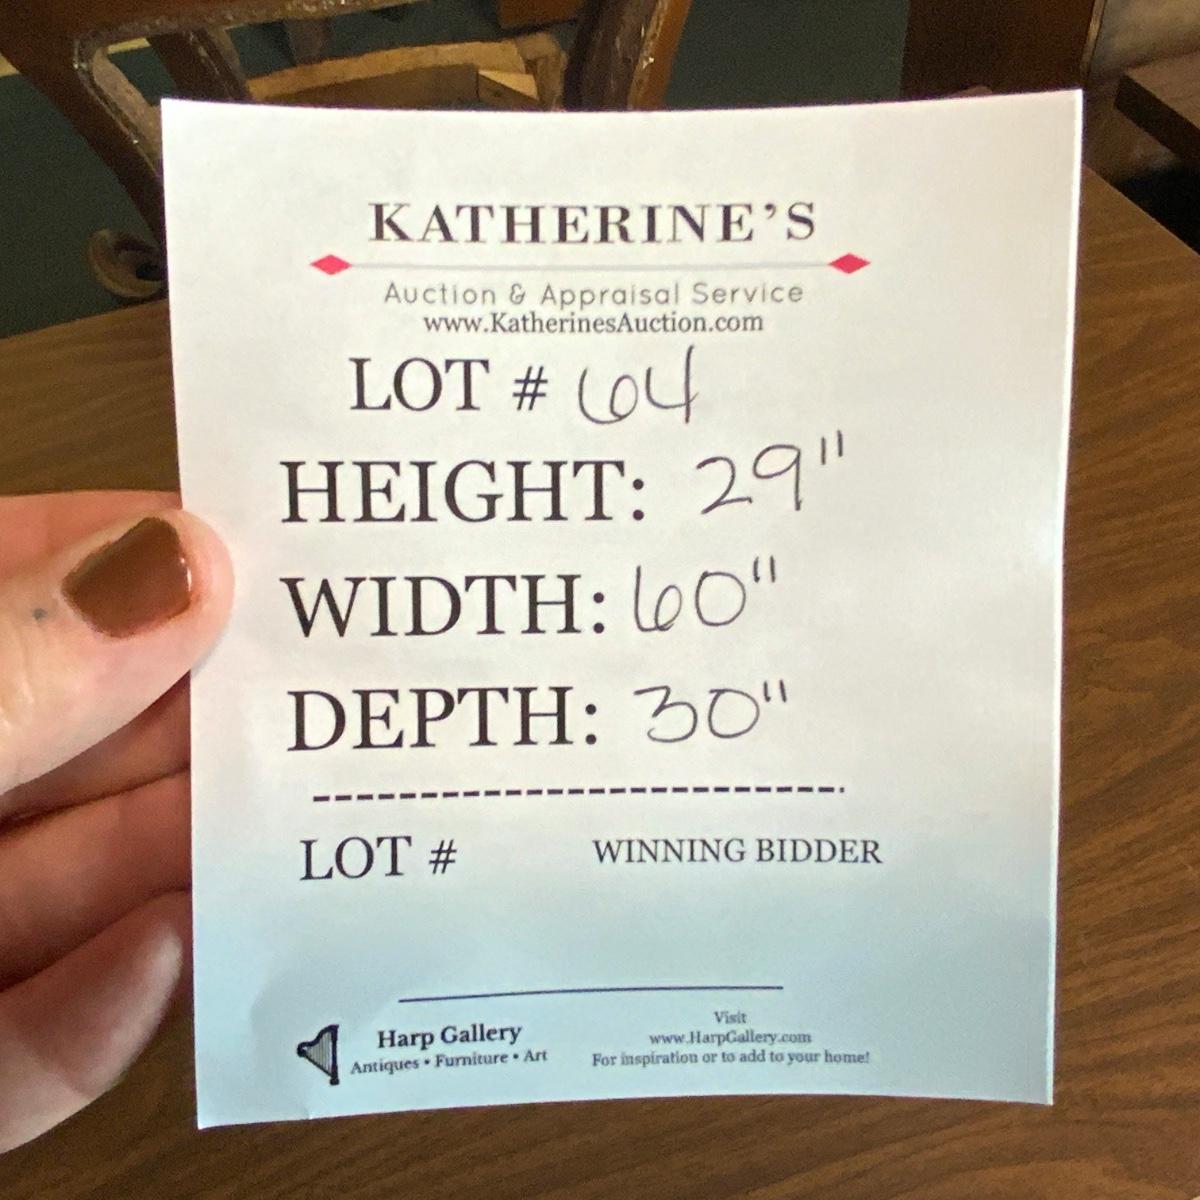 KATHERINE'S
Auction & Appraisal Service
www.KatherinesAuction.com
LOT # 64
HEIGHT: 29"
WIDTH: 60"
DEPTH: 30"
-------------------------
LOT # WINNING BIDDER
Harp Gallery
Antiques • Furniture • Art
Visit
www.HarpGallery.com
For inspiration or to add to your home!